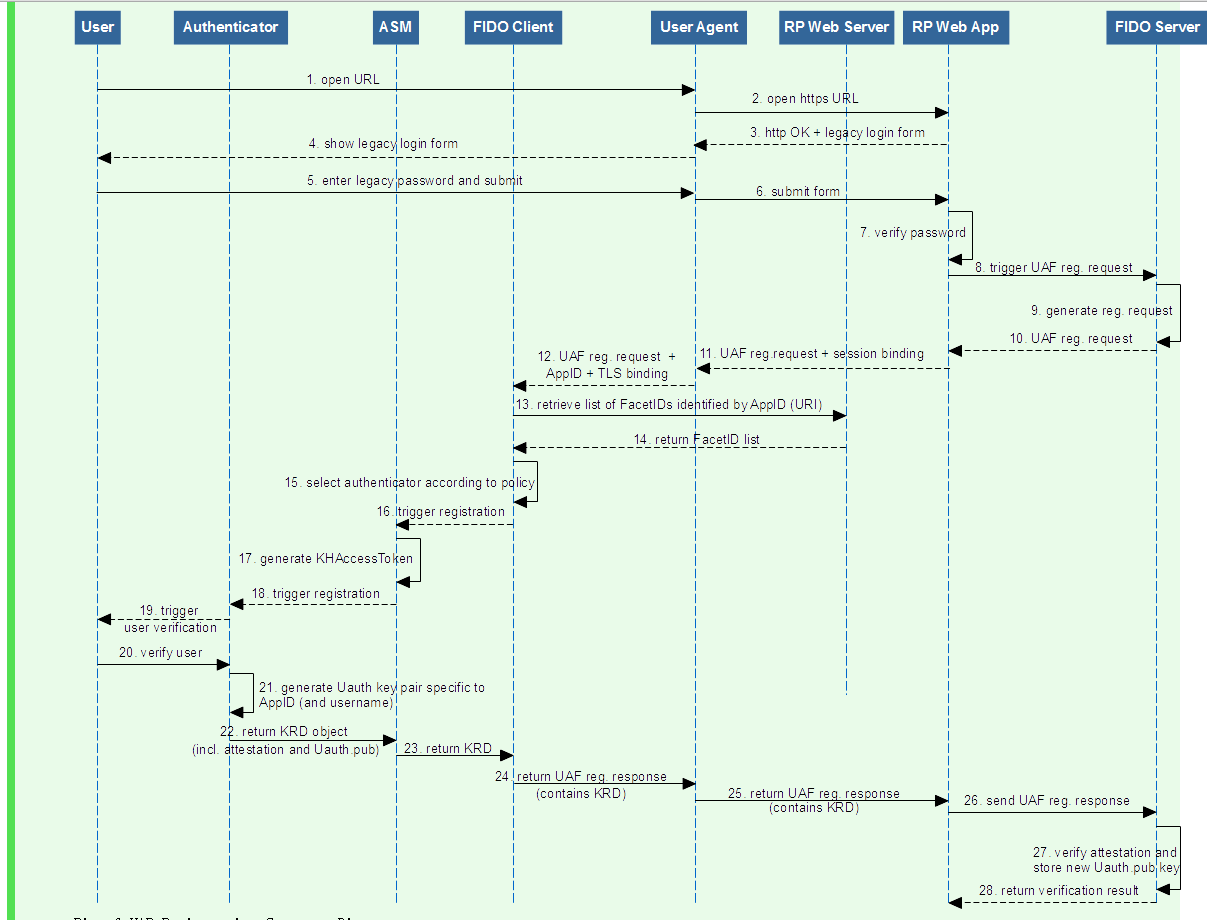 User
Authenticator
ASM
FIDO Client
User Agent
RP Web Server
RP Web App
FIDO Server
1. open URL
2. open https URL
3. http OK + legacy login form
4. show legacy login form
5. enter legacy password and submit
6. submit form
7. verify password
8. trigger UAF reg. request
9. generate reg. request
10. UAF reg. request
11. UAF reg.request + session binding
12. UAF reg. request +
AppID + TLS binding
13. retrieve list of FacetIDs identified by AppID (URI)
14. return FacetID list
15. select authenticator according to policy
16. trigger registration
17. generate KHAccessToken
18. trigger registration
19. trigger
user verification
20. verify user
21. generate Uauth key pair specific to
AppID (and username)
22. return KRD object
(incl. attestation and Uauth.pub)
23. return KRD
24. return UAF reg. response
(contains KRD)
25. return UAF reg. response
(contains KRD)
26. send UAF reg. response
27. verify attestation and
store new Uauth.pub key
28. return verification result